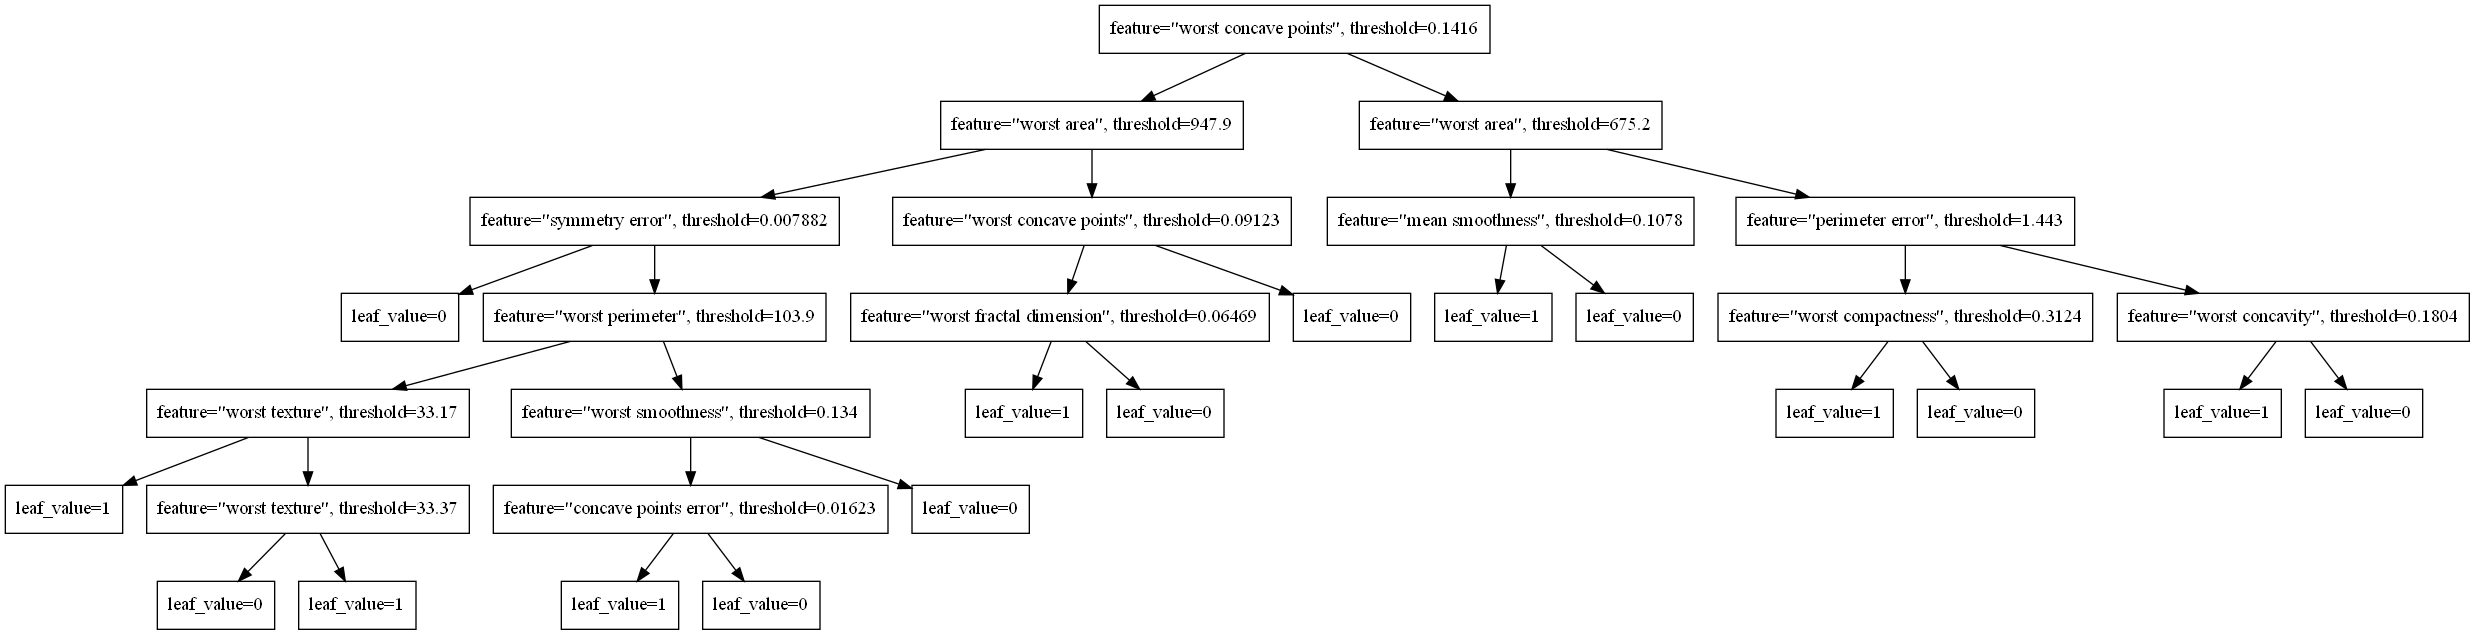 feature="worst concave points", threshold=0.1416
feature="worst area", threshold=947.9
feature="worst area", threshold=675.2
feature="symmetry error", threshold=0.007882
feature="worst concave points", threshold=0.09123
feature="mean smoothness", threshold=0.1078
feature="perimeter error", threshold=1.443
leaf_value=0
feature="worst perimeter", threshold=103.9
feature="worst fractal dimension", threshold=0.06469
leaf_value=0
leaf_value=1
leaf_value=0
feature="worst compactness", threshold=0.3124
feature="worst concavity", threshold=0.1804
feature="worst texture", threshold=33.17
feature="worst smoothness", threshold=0.134
leaf_value=1
leaf_value=0
leaf_value=1
leaf_value=0
leaf_value=1
leaf_value=0
leaf_value=1
feature="worst texture", threshold=33.37
feature="concave points error", threshold=0.01623
leaf_value=0
leaf_value=0
leaf_value=1
leaf_value=1
leaf_value=0